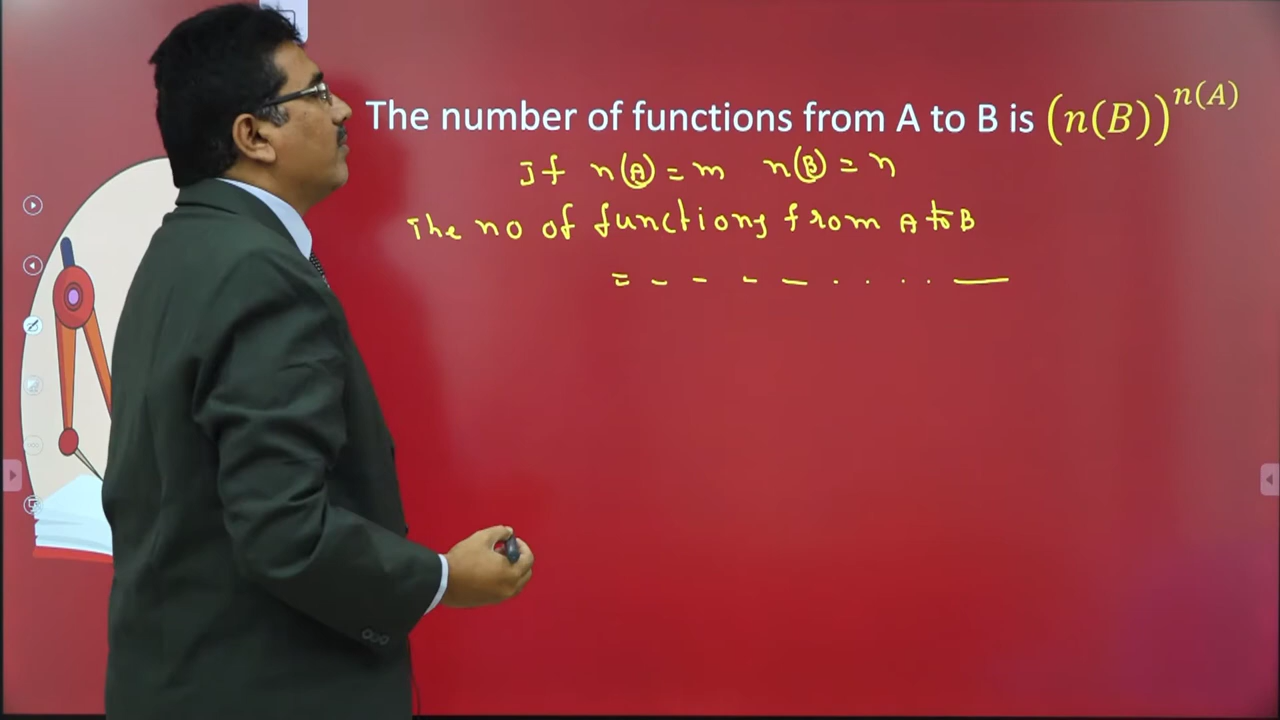 The number of functions from A to B is (n(B))^{n(A)}
If n(A) = m n(B) = n
The no of functions from A to B
= - - - - . . . . —